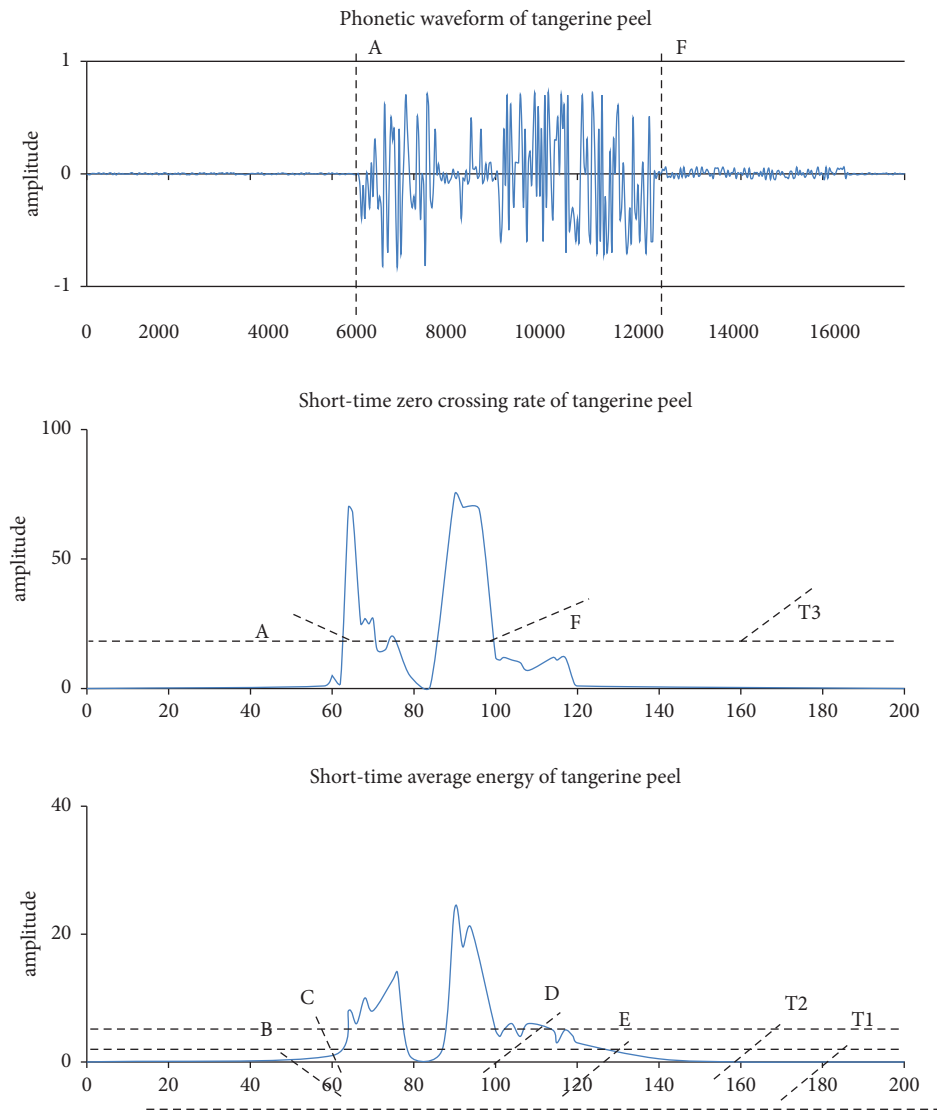 Phonetic waveform of tangerine peel
A F
1
0
-1
amplitude
0 2000 4000 6000 8000 10000 12000 14000 16000
Short-time zero crossing rate of tangerine peel
100
50
0
amplitude
A F T3
0 20 40 60 80 100 120 140 160 180 200
Short-time average energy of tangerine peel
40
20
0
amplitude
B C D E T2 T1
0 20 40 60 80 100 120 140 160 180 200